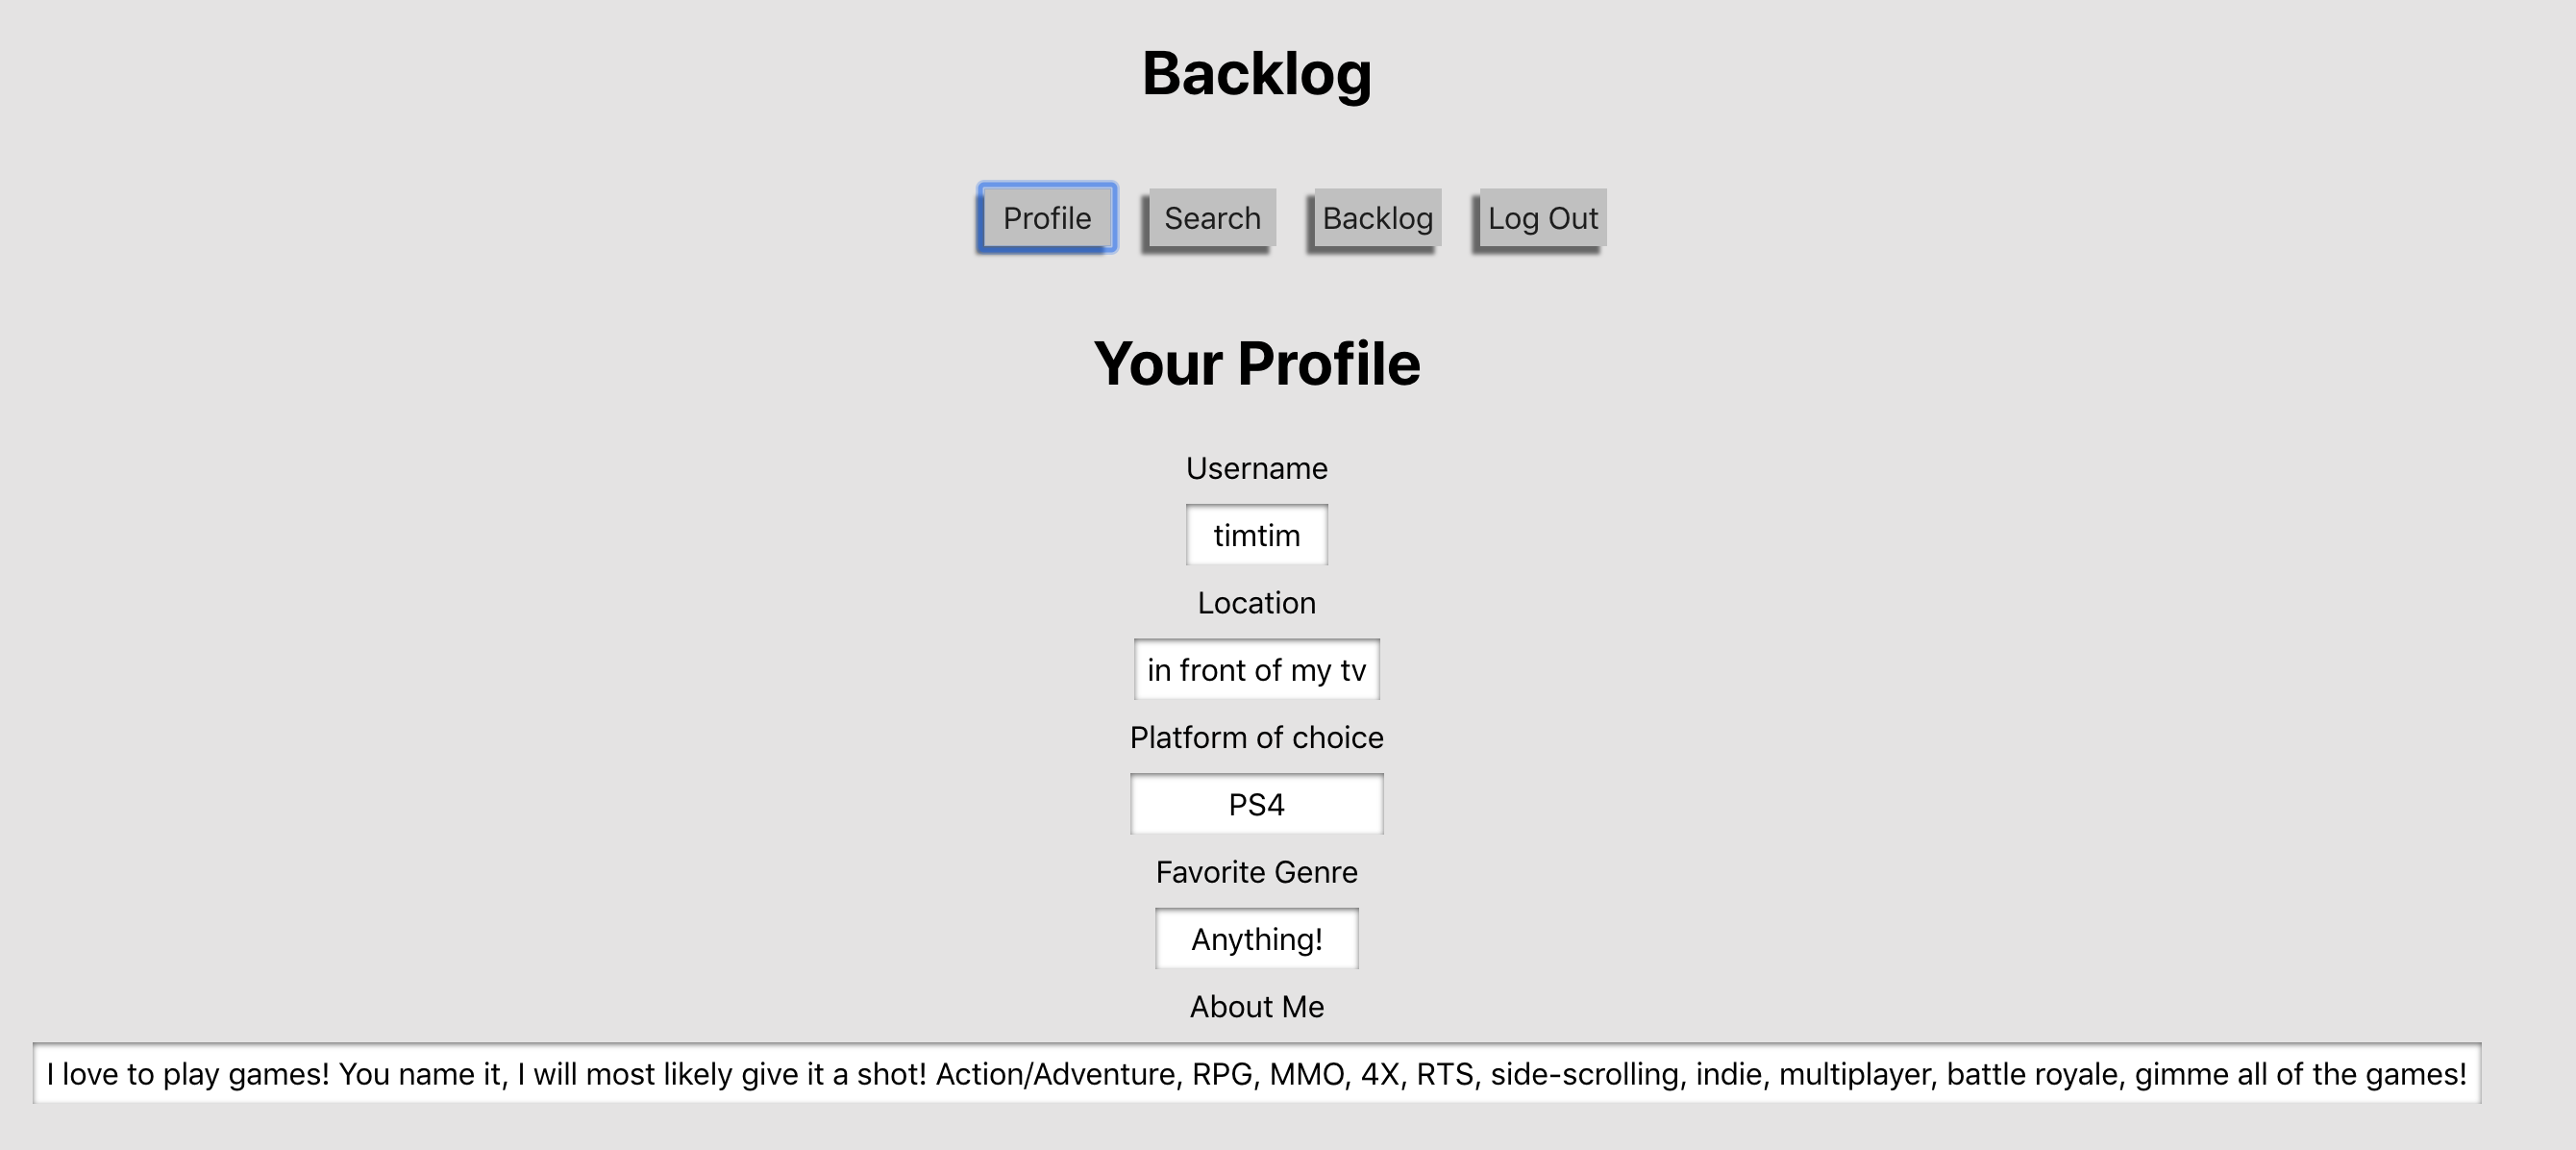 Backlog
Profile Search Backlog Log Out
Your Profile
Username
timtim
Location
in front of my tv
Platform of choice
PS4
Favorite Genre
Anything!
About Me
I love to play games! You name it, I will most likely give it a shot! Action/Adventure, RPG, MMO, 4X, RTS, side-scrolling, indie, multiplayer, battle royale, gimme all of the games!